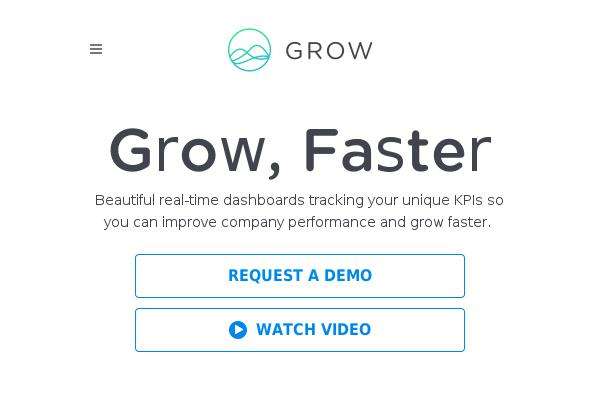 GROW
Grow, Faster
Beautiful real-time dashboards tracking your unique KPIs so
you can improve company performance and grow faster.
REQUEST A DEMO
WATCH VIDEO